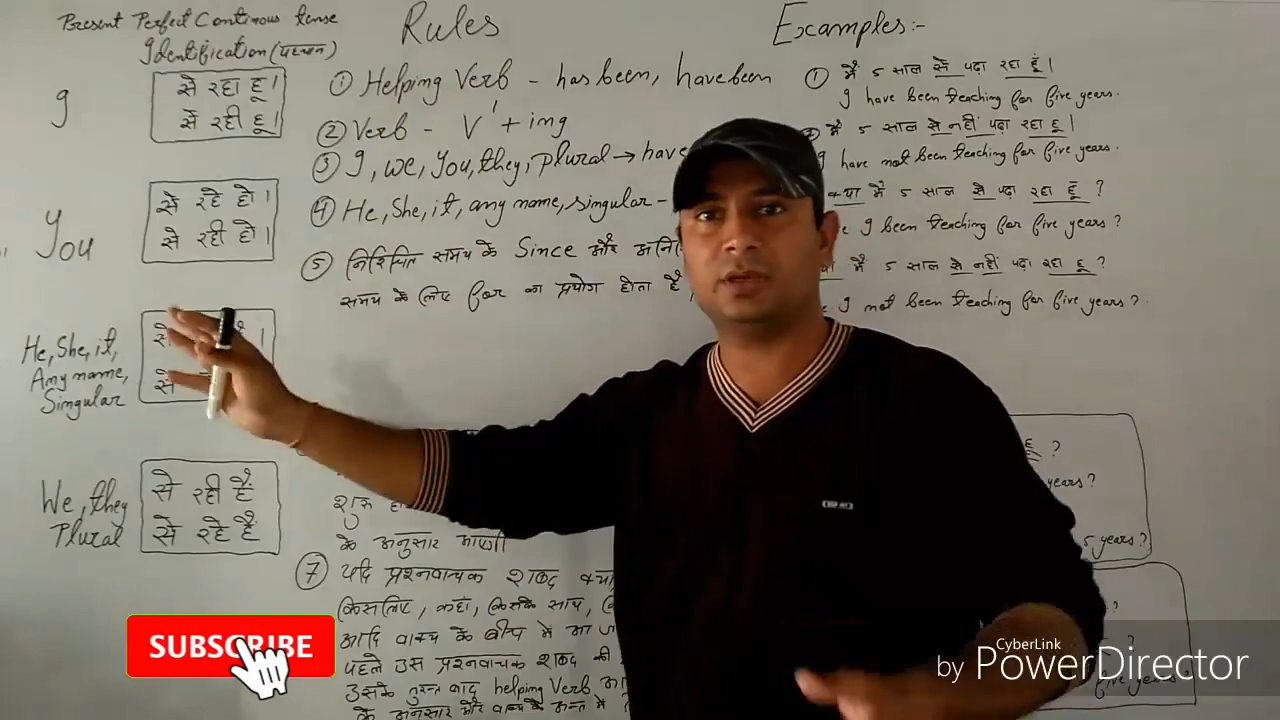 Present Perfect Continous tense
Identification (पहचान)
Rules
Examples:-
I
से रहा हू।
से रही हू।
You
से रहे हो।
से रही हो।
He, She, it,
Any name,
Singular
से
से
We, they
Plural
से रही हैं
से रहे हैं
① Helping Verb - has been, have been
② Verb - V¹ + ing
③ I, we, You, they, plural → have
④ He, She, it, any name, singular -
⑤ निश्चित समय के Since और
समय के लिए for का प्रयोग होता है,
शुरू
के अनुसार आएगी
⑦ यदि प्रश्नवाचक शब्द क्या
किसलिए, कहां, किसके साथ,
आदि वाक्य के बीच में आ
पहले उस प्रश्नवाचक शब्द की
उसके तुरन्त बाद helping Verb
के अनुसार और वाक्य के अन्त में ?
① मैं 5 साल से पढ़ा रहा हूं।
I have been teaching for five years.
मैं 5 साल से नहीं पढ़ा रहा हू।
I have not been teaching for five years.
क्या मैं 5 साल से पढ़ा रहा हूँ ?
I been teaching for five years?
मैं 5 साल से नहीं पढ़ा रहा हू ?
I not been teaching for five years?
?
years?
5 years?
?
?
five years?
SUBSCRIBE
CyberLink
by PowerDirector